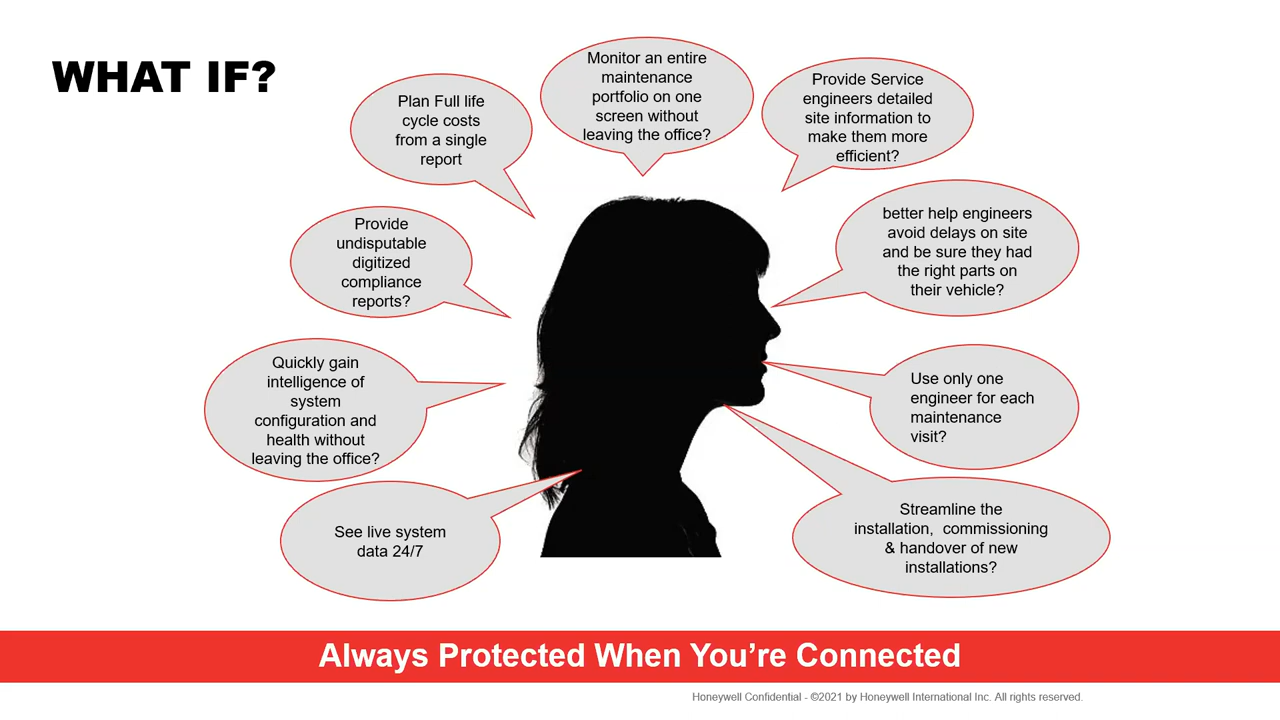 WHAT IF?
Monitor an entire
maintenance
portfolio on one
screen without
leaving the office?
Plan Full life
cycle costs
from a single
report
Provide Service
engineers detailed
site information to
make them more
efficient?
Provide
undisputable
digitized
compliance
reports?
better help engineers
avoid delays on site
and be sure they had
the right parts on
their vehicle?
Quickly gain
intelligence of
system
configuration and
health without
leaving the office?
Use only one
engineer for each
maintenance
visit?
See live system
data 24/7
Streamline the
installation,  commissioning
& handover of new
installations?
Always Protected When You’re Connected
Honeywell Confidential - ©2021 by Honeywell International Inc. All rights reserved.